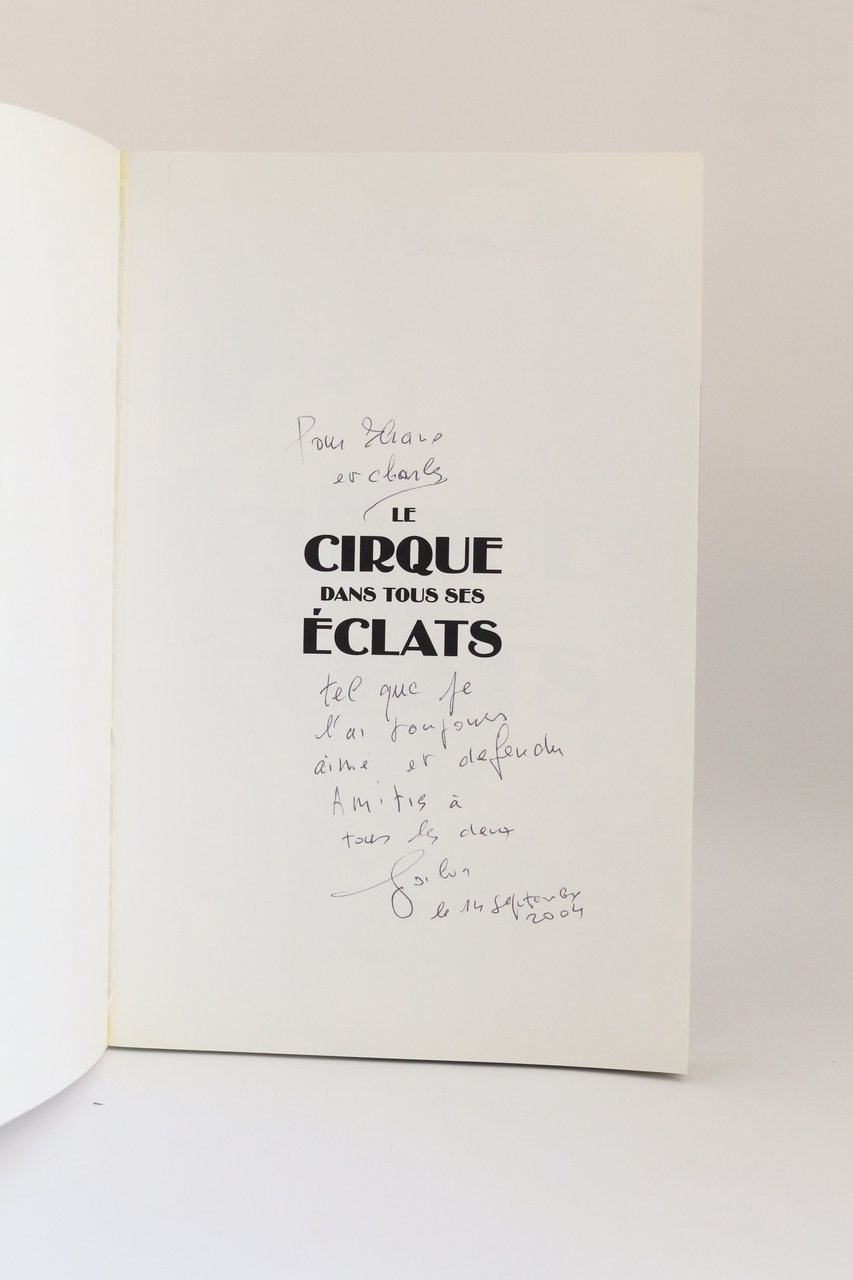 Pour Eliane
et Charles
LE
CIRQUE
DANS TOUS SES
ÉCLATS
tel que je
l'ai toujours
aimé et defendu
Amitiés à
tous les deux
le 14 septembre
2004